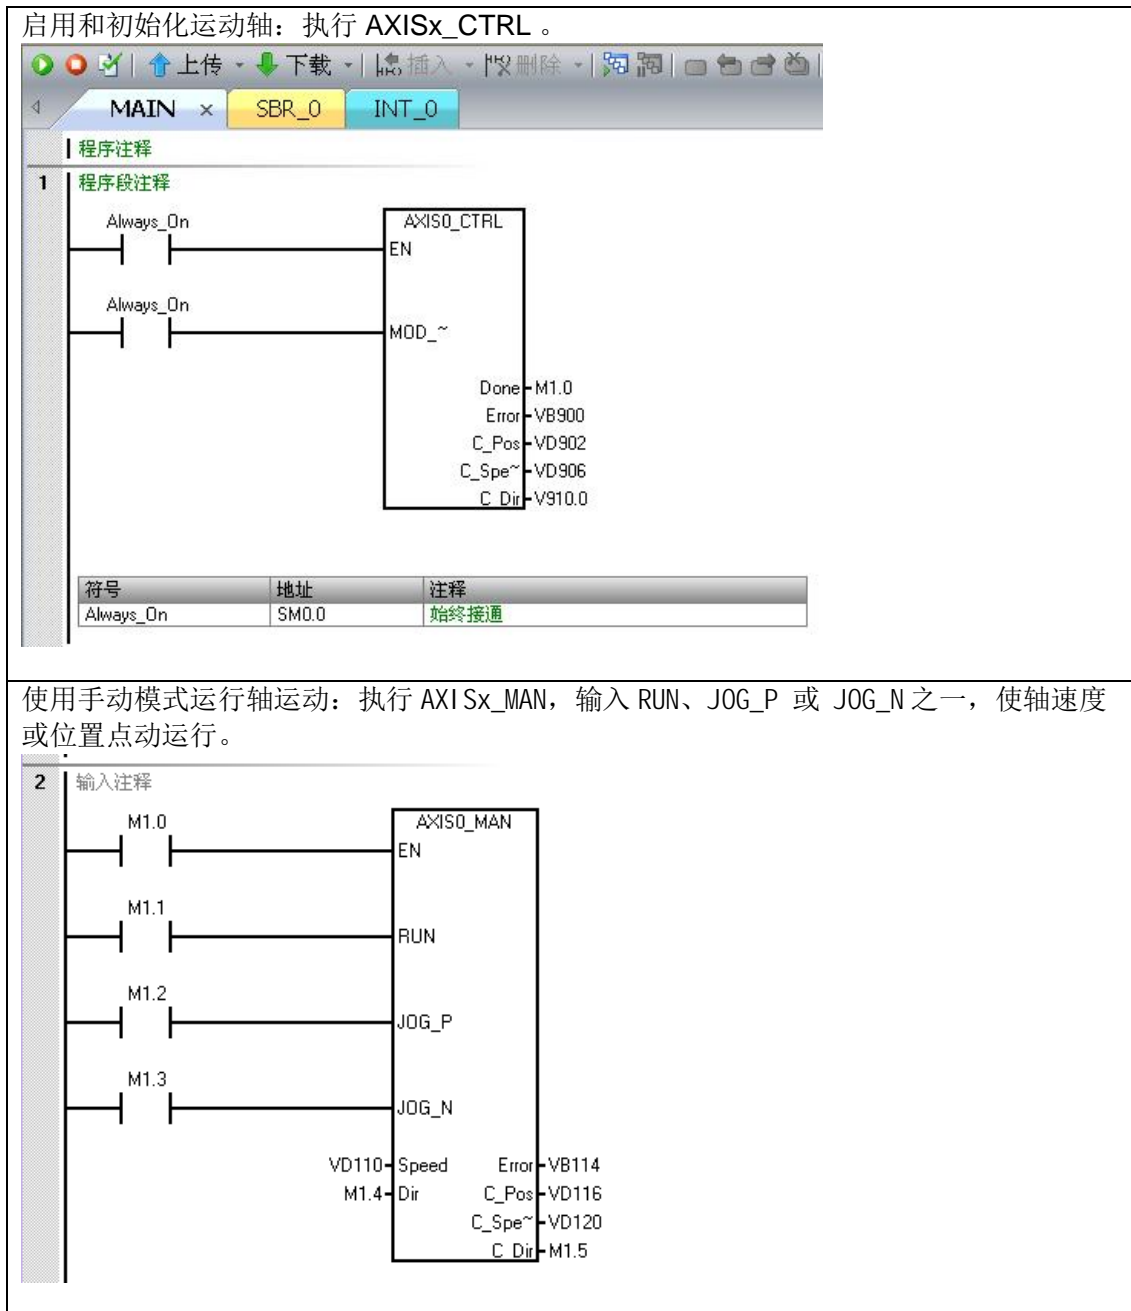 启用和初始化运动轴：执行 AXISx_CTRL 。
上传 下载 插入 删除
MAIN × SBR_0 INT_0
程序注释
1 程序段注释
Always_On AXIS0_CTRL
EN
Always_On
MOD_~
Done M1.0
Error VB900
C_Pos VD902
C_Spe~ VD906
C_Dir V910.0
符号 地址 注释
Always_On SM0.0 始终接通
使用手动模式运行轴运动：执行 AXISx_MAN，输入 RUN、JOG_P 或 JOG_N 之一，使轴速度
或位置点动运行。
2 输入注释
M1.0 AXIS0_MAN
EN
M1.1
RUN
M1.2
JOG_P
M1.3
JOG_N
VD110 Speed Error VB114
M1.4 Dir C_Pos VD116
C_Spe~ VD120
C_Dir M1.5